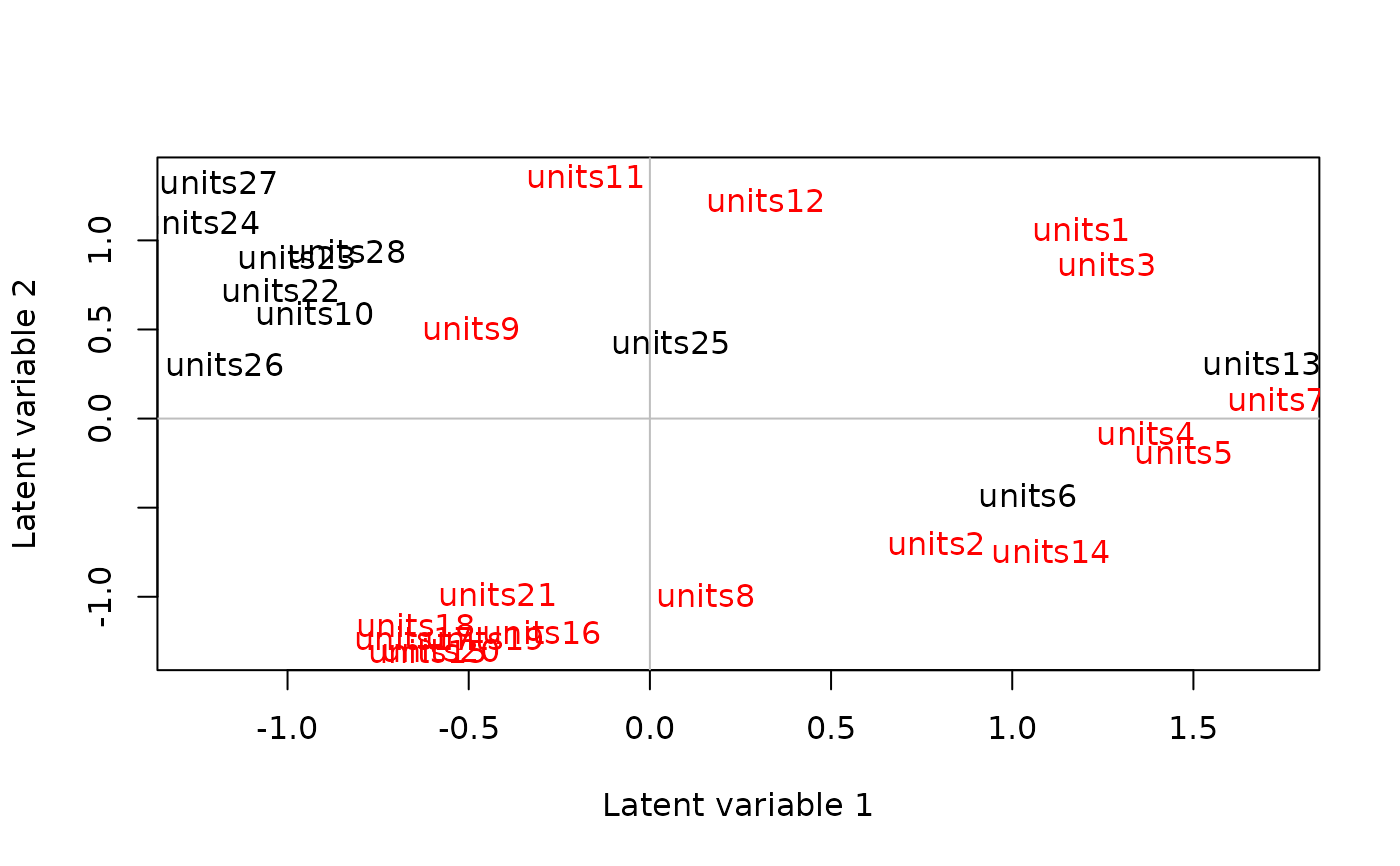 units27
units11
units12
nits24
units1
units28
units23
units3
units22
units10
units9
units25
units26
units13
units7
units4
units5
units6
units2
units14
units21
units8
units18
units16
units17
units19
units20
units15
1.0
0.5
0.0
-1.0
Latent variable 2
-1.0 -0.5 0.0 0.5 1.0 1.5
Latent variable 1